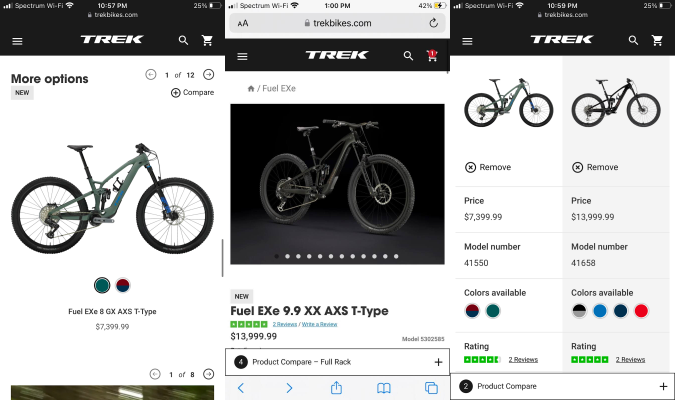 Spectrum Wi-Fi 10:57 PM 25%
trekbikes.com
TREK
More options
1 of 12
NEW
Compare
Fuel EXe 8 GX AXS T-Type
$7,399.99
1 of 8
Spectrum Wi-Fi 1:00 PM 42%
AA trekbikes.com
TREK
1
/ Fuel EXe
NEW
Fuel EXe 9.9 XX AXS T-Type
2 Reviews / Write a Review
$13,999.99
Model 5302585
4 Product Compare – Full Rack +
Spectrum Wi-Fi 10:59 PM 25%
trekbikes.com
TREK
Remove Remove
Price Price
$7,399.99 $13,999.99
Model number Model number
41550 41658
Colors available Colors available
Rating Rating
2 Reviews 2 Reviews
2 Product Compare +